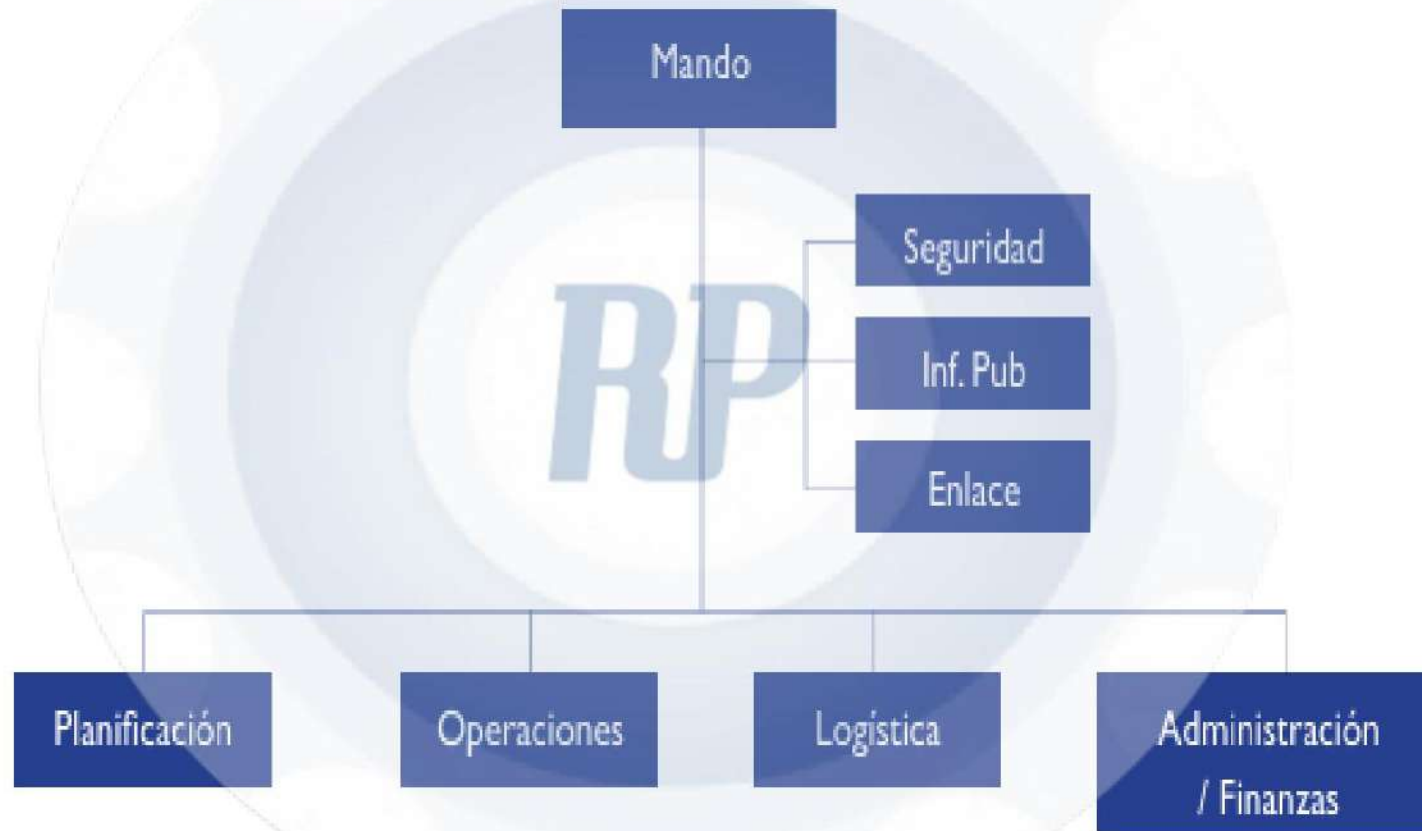 Mando
Seguridad
Inf. Pub
RP
Enlace
Planificación
Operaciones
Logística
Administración
/ Finanzas